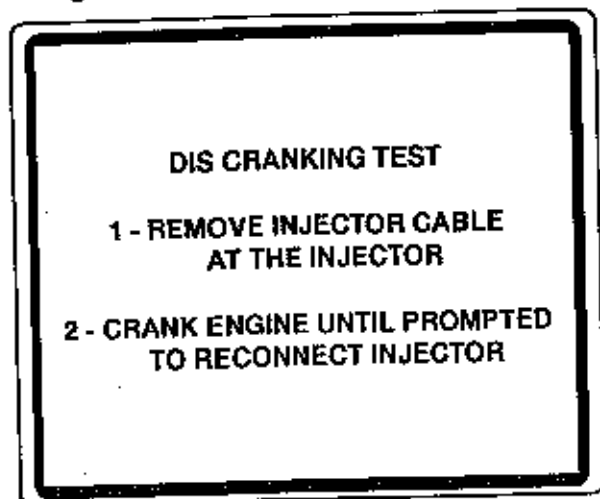 DIS CRANKING TEST
1 - REMOVE INJECTOR CABLE
AT THE INJECTOR
2 - CRANK ENGINE UNTIL PROMPTED
TO RECONNECT INJECTOR